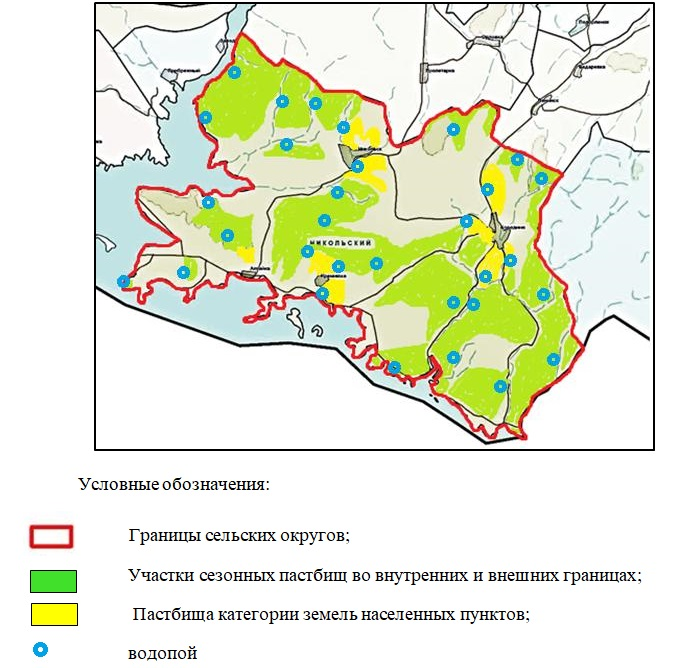 НИКОЛЬСКИЙ
Условные обозначения:
Границы сельских округов;
Участки сезонных пастбищ во внутренних и внешних границах;
Пастбища категории земель населенных пунктов;
водопой